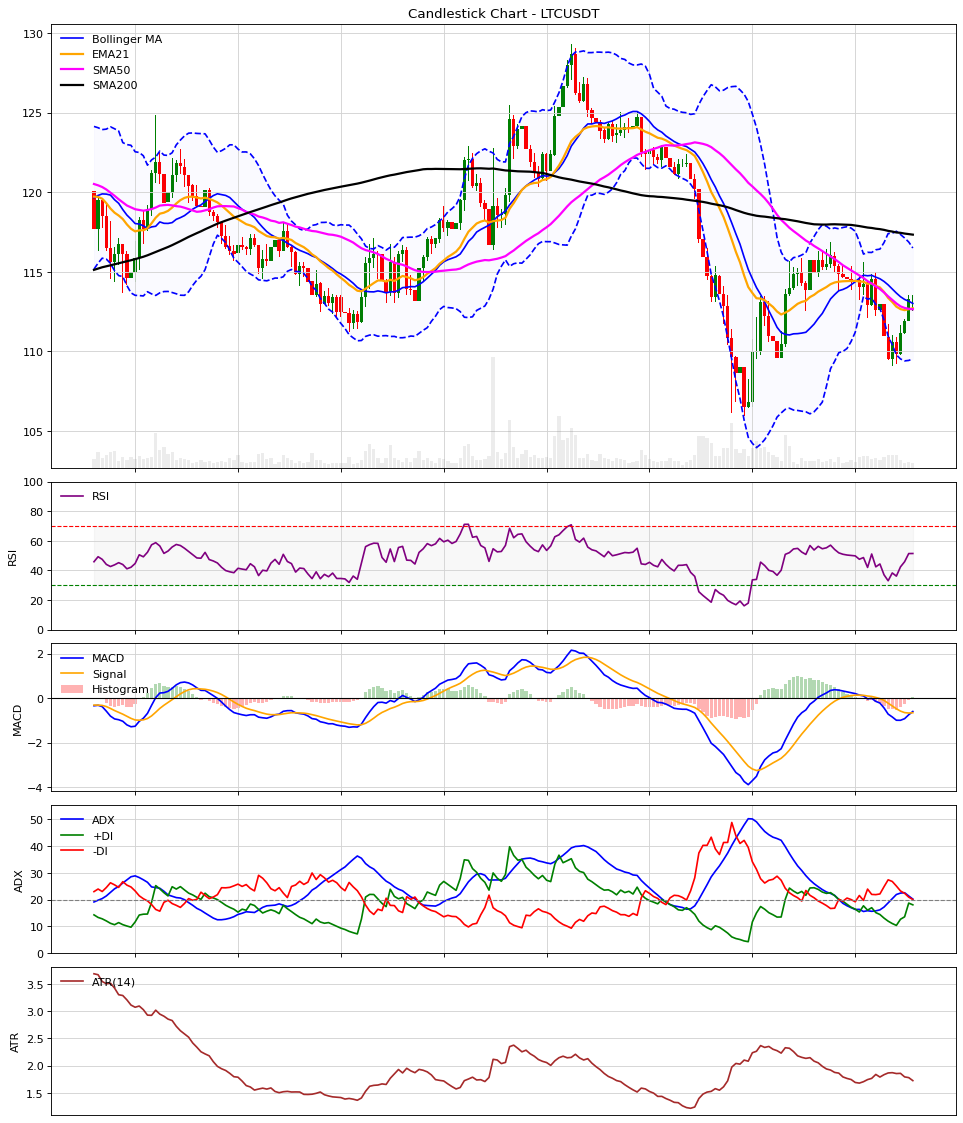 Candlestick Chart - LTCUSDT
130
125
120
115
110
105
Bollinger MA
EMA21
SMA50
SMA200
100
80
60
40
20
0
RSI
RSI
2
0
−2
−4
MACD
MACD
Signal
Histogram
50
40
30
20
10
0
ADX
ADX
+DI
-DI
3.5
3.0
2.5
2.0
1.5
ATR
ATR(14)